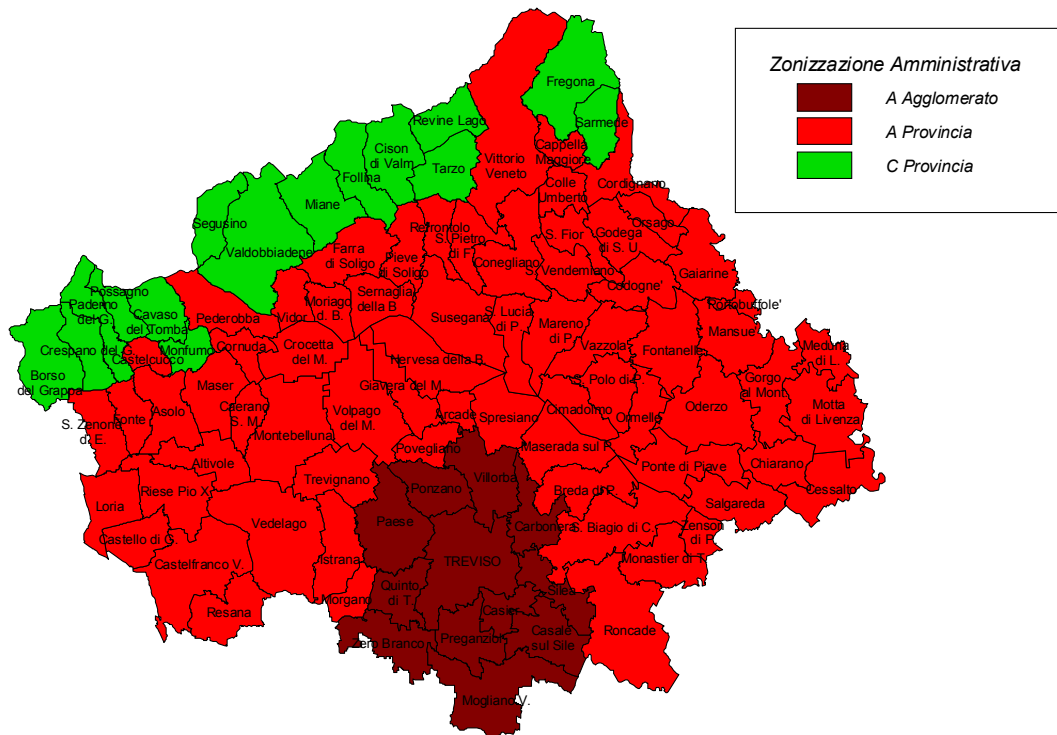 Zonizzazione Amministrativa
A Agglomerato
A Provincia
C Provincia
Fregona
Sarmede
Revine Lago
Cison
di Valm.
Tarzo
Follina
Miane
Segusino
Valdobbiadene
Vittorio
Veneto
Cappella
Maggiore
Colle
Umberto
Cordignano
Orsago
Refrontolo
S. Pietro
di F.
Farra
di Soligo
Pieve
di Soligo
Conegliano
S. Fior
Godega
di S. U.
S. Vendemiano
Codogne'
Gaiarine
Portobuffole'
Mansue'
Possagno
Paderno
del G.
Cavaso
del Tomba
Pederobba
Vidor
Moriago
d. B.
Sernaglia
della B.
Susegana
S. Lucia
di P.
Mareno
di P.
Vazzola
Fontanelle
Meduna
di L.
Crespano del G.
Castelcucco
Monfumo
Cornuda
Crocetta
del M.
Nervesa della B.
Gorgo
al Mont.
Borso
del Grappa
Maser
Caerano
S. M.
Giavera del M.
S. Polo di P.
Motta
di Livenza
S. Zenone
d. E.
Fonte
Asolo
Montebelluna
Volpago
del M.
Arcade
Spresiano
Cimadolmo
Ormelle
Oderzo
Altivole
Povegliano
Maserada sul P.
Chiarano
Cessalto
Loria
Riese Pio X
Trevignano
Ponzano
Villorba
Breda di P.
Ponte di Piave
Salgareda
Vedelago
Paese
Carbonera
S. Biagio di C.
Zenson
di P.
Castello di G.
Castelfranco V.
Istrana
TREVISO
Monastier di T.
Resana
Morgano
Quinto
di T.
Casier
Silea
Zero Branco
Preganziol
Casale
sul Sile
Roncade
Mogliano V.